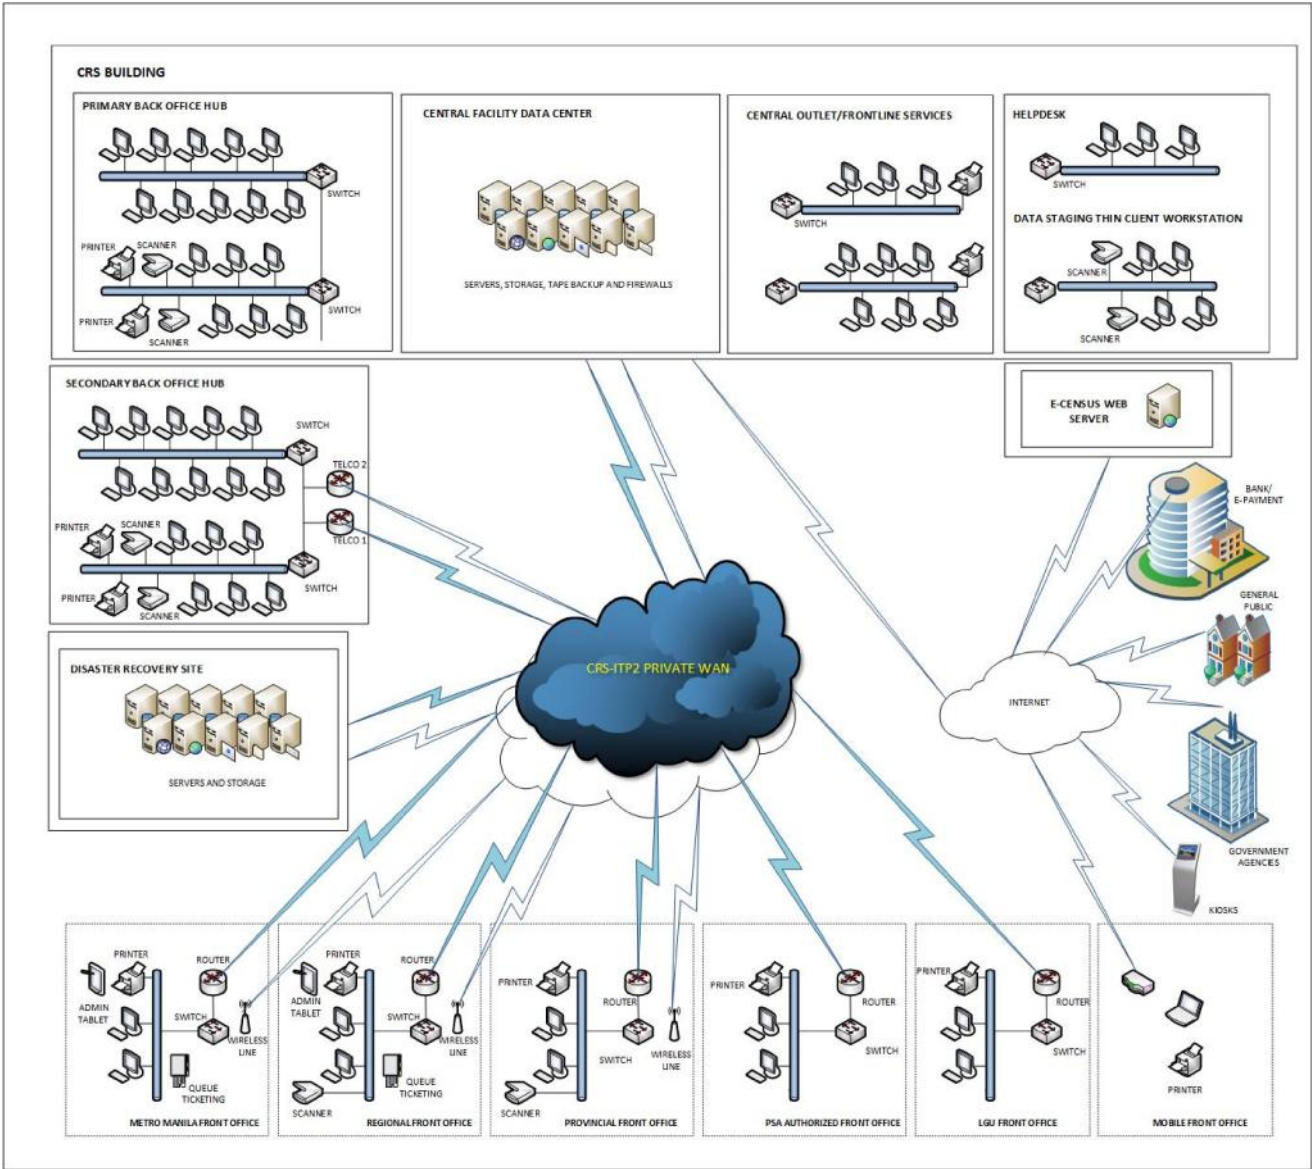 CRS BUILDING
PRIMARY BACK OFFICE HUB
SWITCH
PRINTER
SCANNER
SWITCH
PRINTER
SCANNER
CENTRAL FACILITY DATA CENTER
SERVERS, STORAGE, TAPE BACKUP AND FIREWALLS
CENTRAL OUTLET/FRONTLINE SERVICES
SWITCH
HELPDESK
SWITCH
DATA STAGING THIN CLIENT WORKSTATION
SCANNER
SCANNER
SECONDARY BACK OFFICE HUB
SWITCH
TELCO 2
PRINTER
SCANNER
TELCO 1
SWITCH
PRINTER
SCANNER
E-CENSUS WEB
SERVER
BANK/
E-PAYMENT
GENERAL
PUBLIC
DISASTER RECOVERY SITE
SERVERS AND STORAGE
CRS-ITP2 PRIVATE WAN
INTERNET
GOVERNMENT
AGENCIES
KIOSKS
PRINTER
ROUTER
ADMIN
TABLET
SWITCH
WIRELESS
LINE
QUEUE
TICKETING
METRO MANILA FRONT OFFICE
PRINTER
ROUTER
ADMIN
TABLET
SWITCH
WIRELESS
LINE
QUEUE
TICKETING
SCANNER
REGIONAL FRONT OFFICE
PRINTER
ROUTER
SWITCH
WIRELESS
LINE
SCANNER
PROVINCIAL FRONT OFFICE
PRINTER
ROUTER
SWITCH
PSA AUTHORIZED FRONT OFFICE
PRINTER
ROUTER
SWITCH
LGU FRONT OFFICE
PRINTER
MOBILE FRONT OFFICE